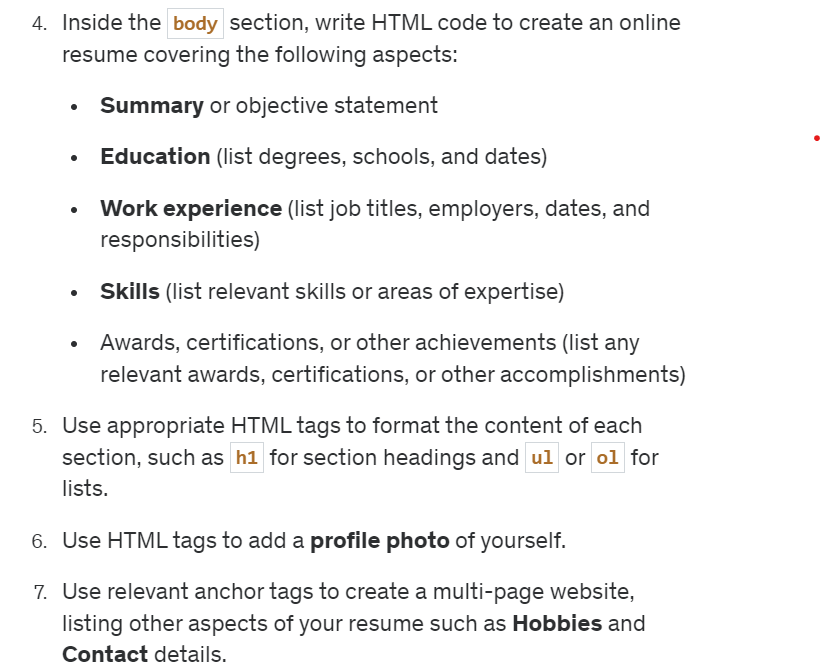 4. Inside the body section, write HTML code to create an online
resume covering the following aspects:
• Summary or objective statement
• Education (list degrees, schools, and dates)
• Work experience (list job titles, employers, dates, and
responsibilities)
• Skills (list relevant skills or areas of expertise)
• Awards, certifications, or other achievements (list any
relevant awards, certifications, or other accomplishments)
5. Use appropriate HTML tags to format the content of each
section, such as h1 for section headings and ul or ol for
lists.
6. Use HTML tags to add a profile photo of yourself.
7. Use relevant anchor tags to create a multi-page website,
listing other aspects of your resume such as Hobbies and
Contact details.